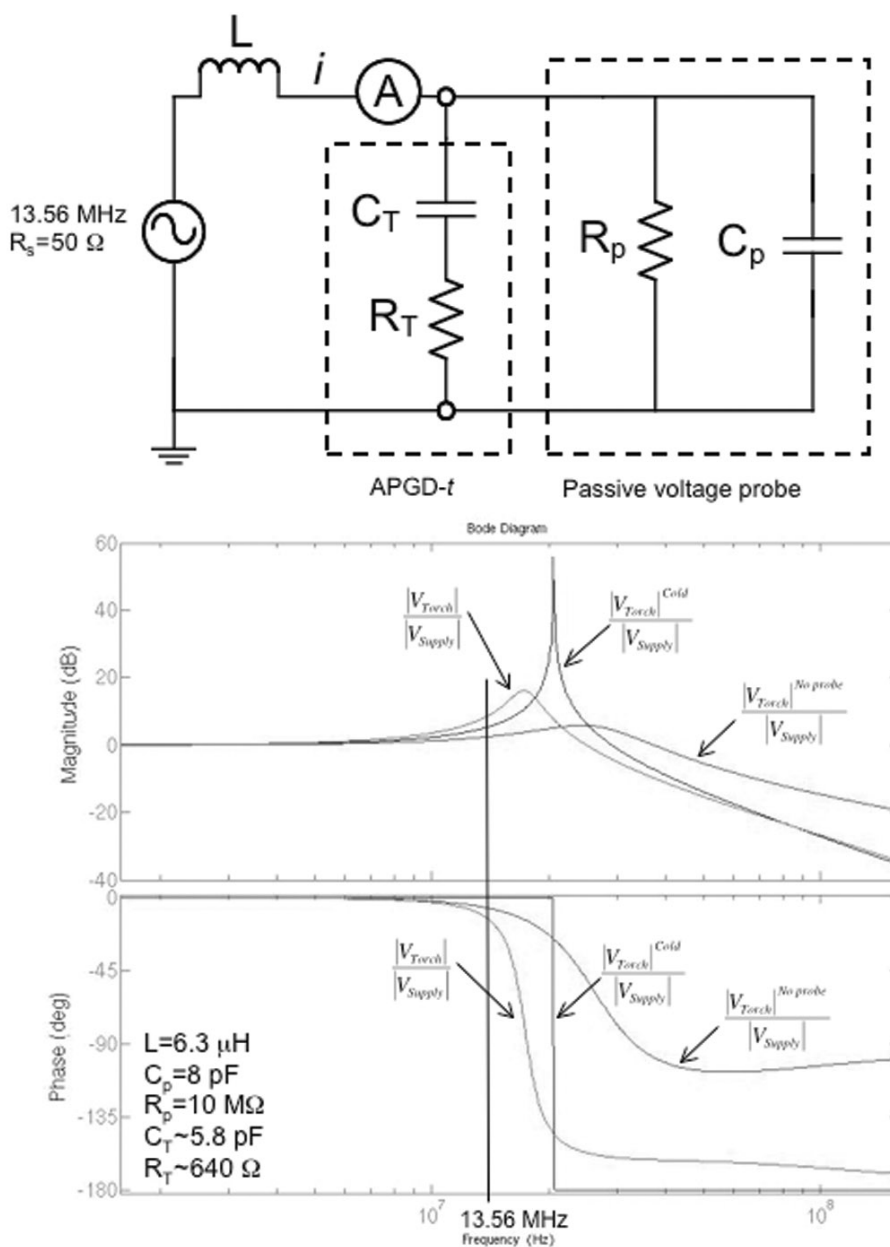 L
i
A
13.56 MHz
R_s=50 Ω
C_T
R_T
R_p
C_p
APGD-t
Passive voltage probe
Bode Diagram
Magnitude (dB)
60
40
20
0
-20
-40
|V_Torch|
|V_Supply|
|V_Torch|^Cold
|V_Supply|
|V_Torch|^No probe
|V_Supply|
Phase (deg)
0
-45
-90
-135
-180
|V_Torch|
|V_Supply|
|V_Torch|^Cold
|V_Supply|
|V_Torch|^No probe
|V_Supply|
L=6.3 μH
C_p=8 pF
R_p=10 MΩ
C_T~5.8 pF
R_T~640 Ω
10^7
13.56 MHz
10^8
Frequency (Hz)